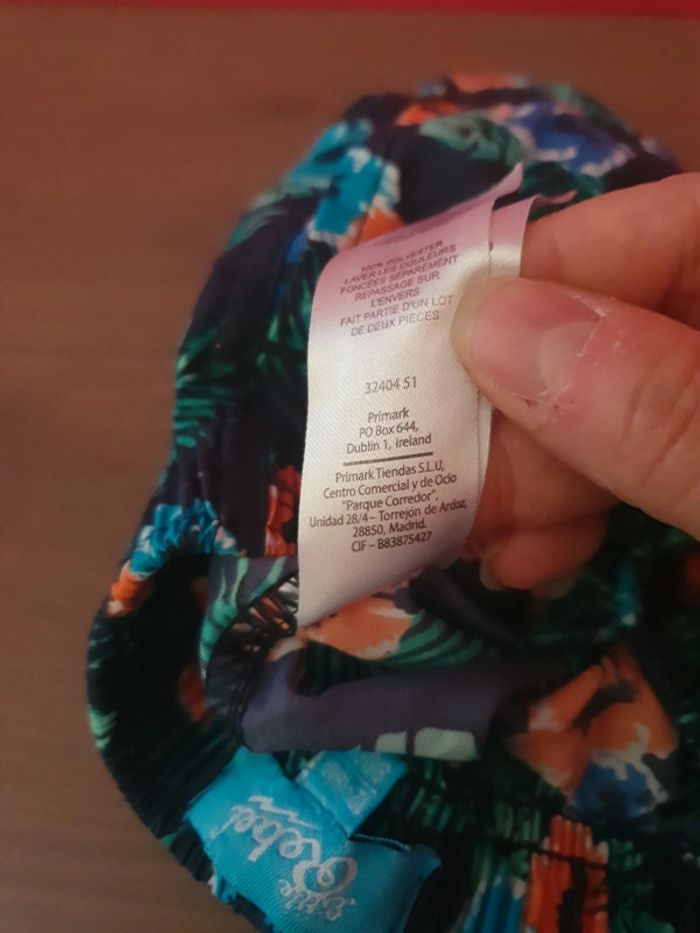 100% POLYESTER
LAVER LES COULEURS
FONCÉES SÉPARÉMENT
REPASSAGE SUR
L'ENVERS
FAIT PARTIE D'UN LOT
DE DEUX PIÈCES
32404 51
Primark
PO Box 644,
Dublin 1, Ireland
Primark Tiendas S.L.U,
Centro Comercial y de Ocio
"Parque Corredor",
Unidad 28/4– Torrejón de Ardoz,
28850, Madrid.
CIF – B83875427
Little
Rebel